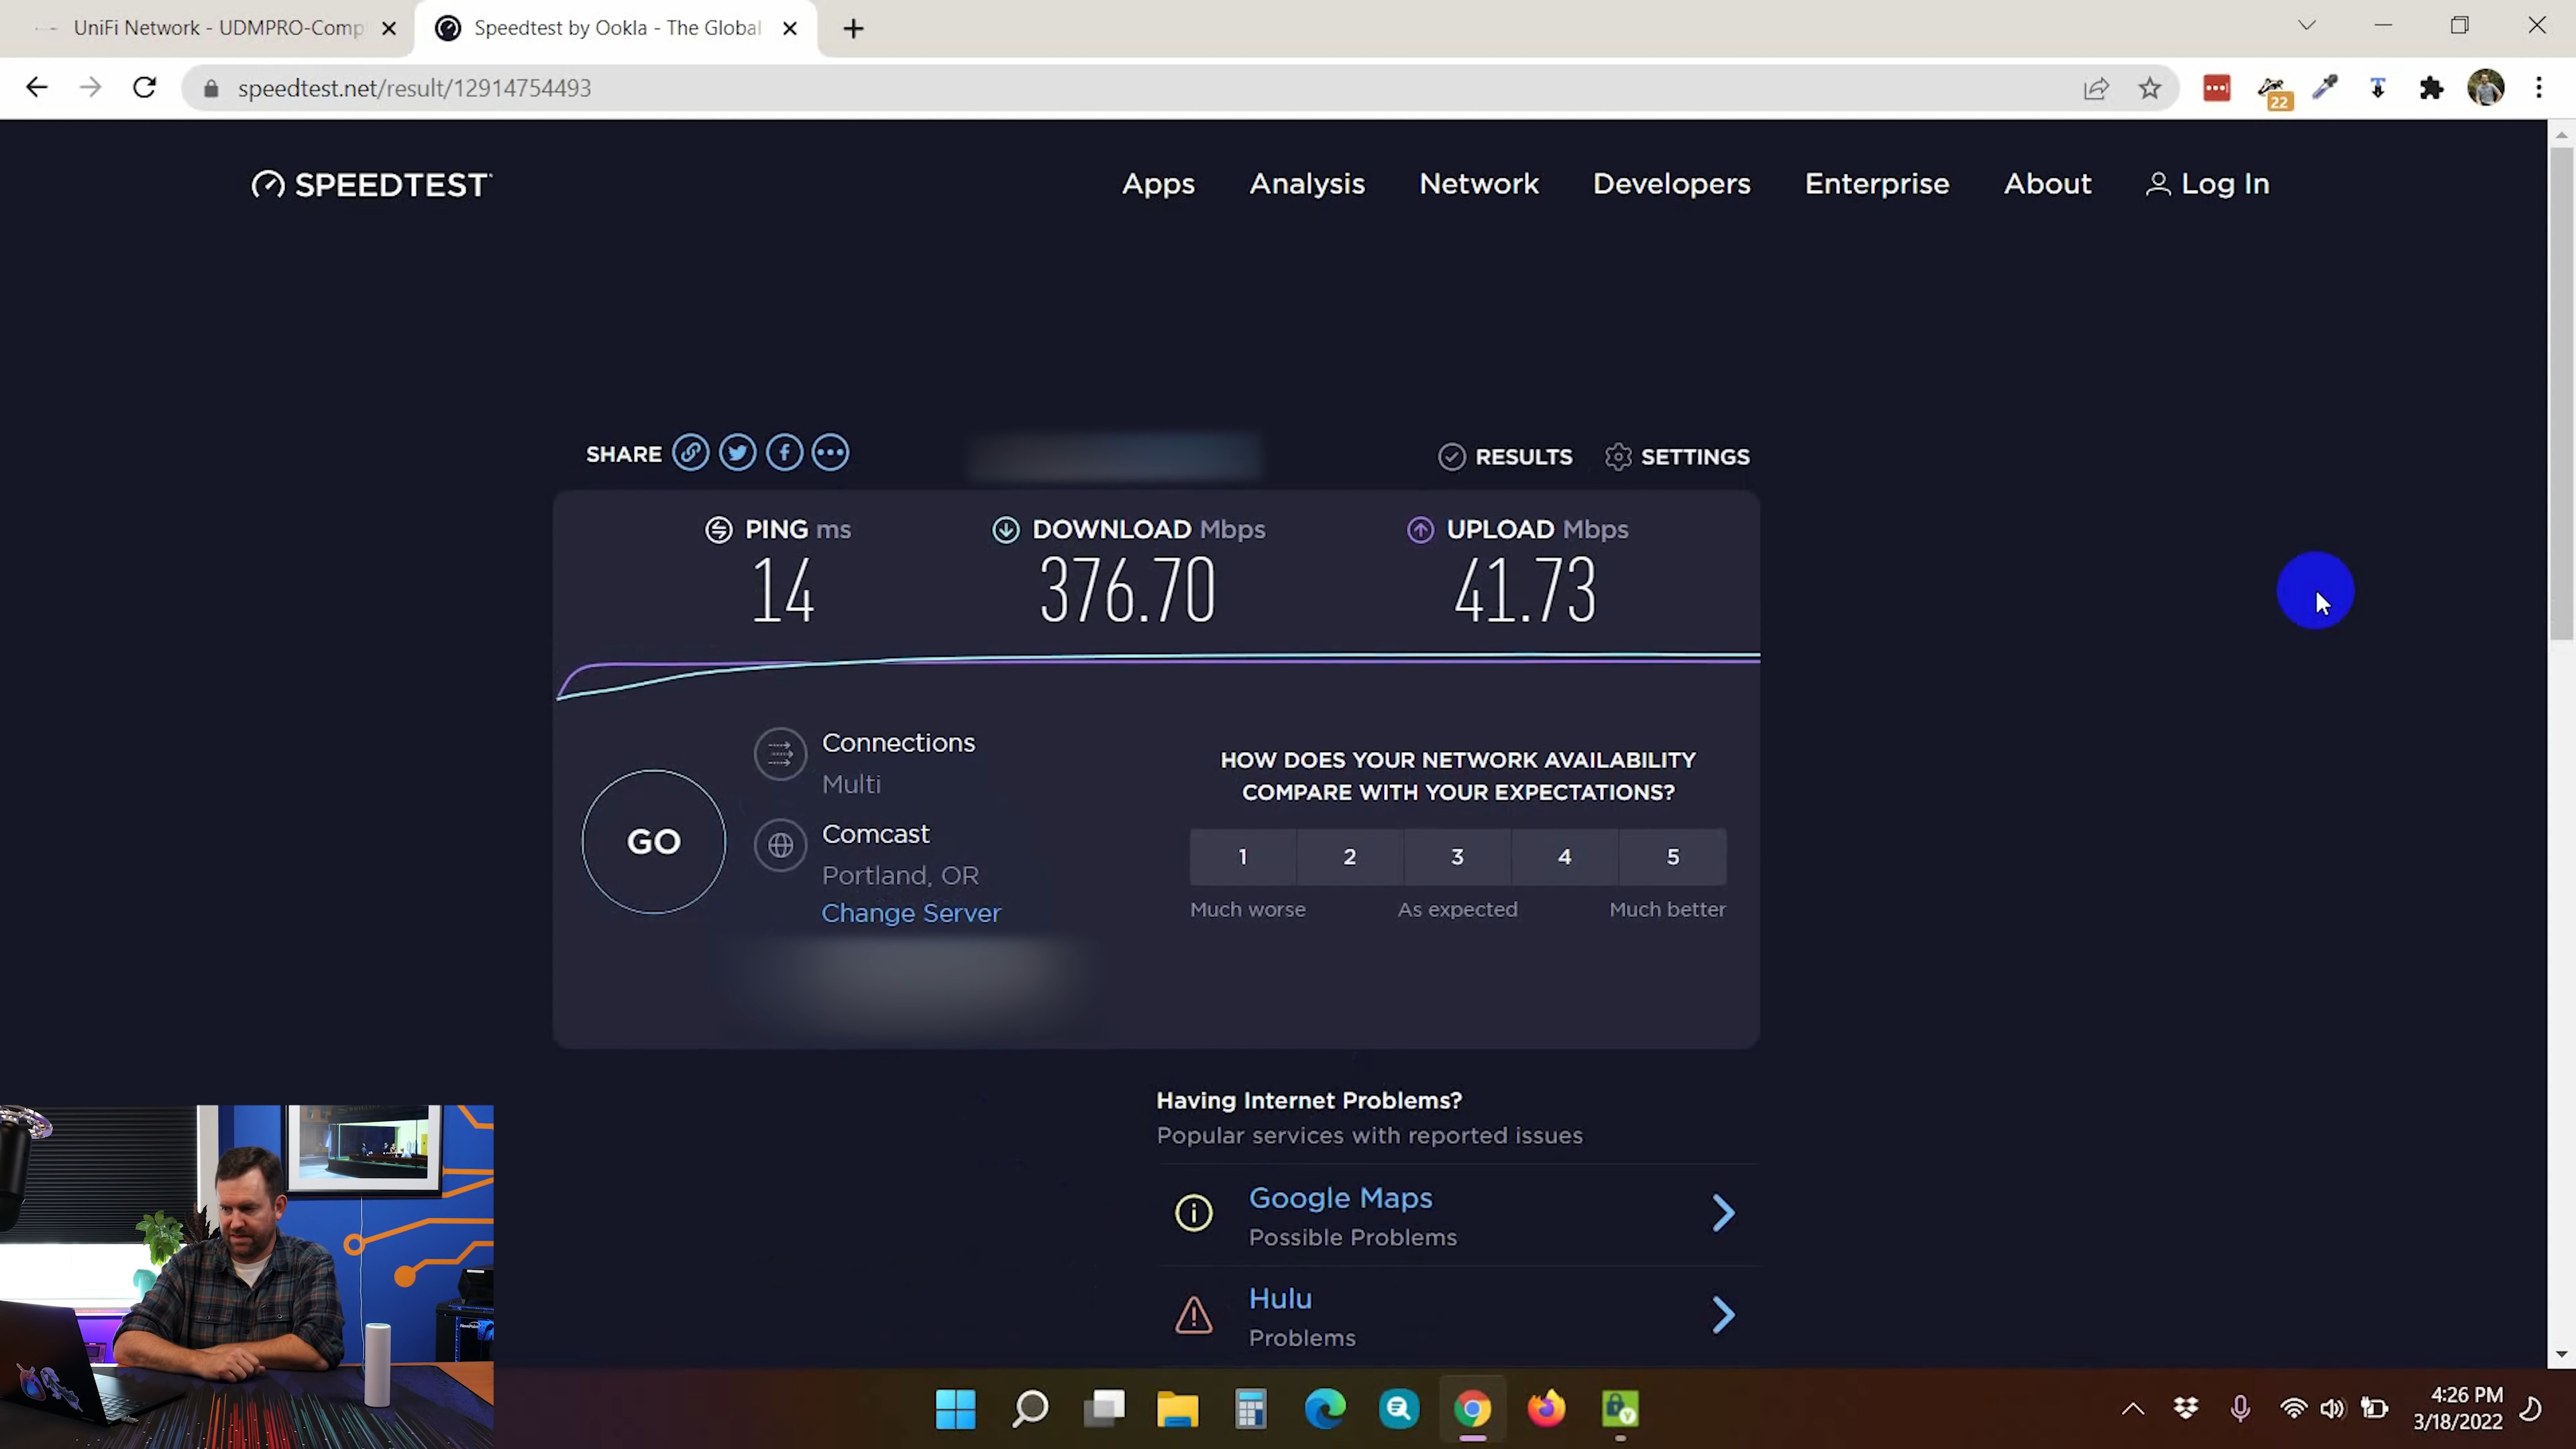 UniFi Network - UDMPRO-Comp
Speedtest by Ookla - The Global
speedtest.net/result/12914754493
22
SPEEDTEST
Apps
Analysis
Network
Developers
Enterprise
About
Log In
SHARE
RESULTS
SETTINGS
PING ms
14
DOWNLOAD Mbps
376.70
UPLOAD Mbps
41.73
GO
Connections
Multi
Comcast
Portland, OR
Change Server
HOW DOES YOUR NETWORK AVAILABILITY
COMPARE WITH YOUR EXPECTATIONS?
1 2 3 4 5
Much worse As expected Much better
Having Internet Problems?
Popular services with reported issues
Google Maps
Possible Problems
Hulu
Problems
4:26 PM
3/18/2022